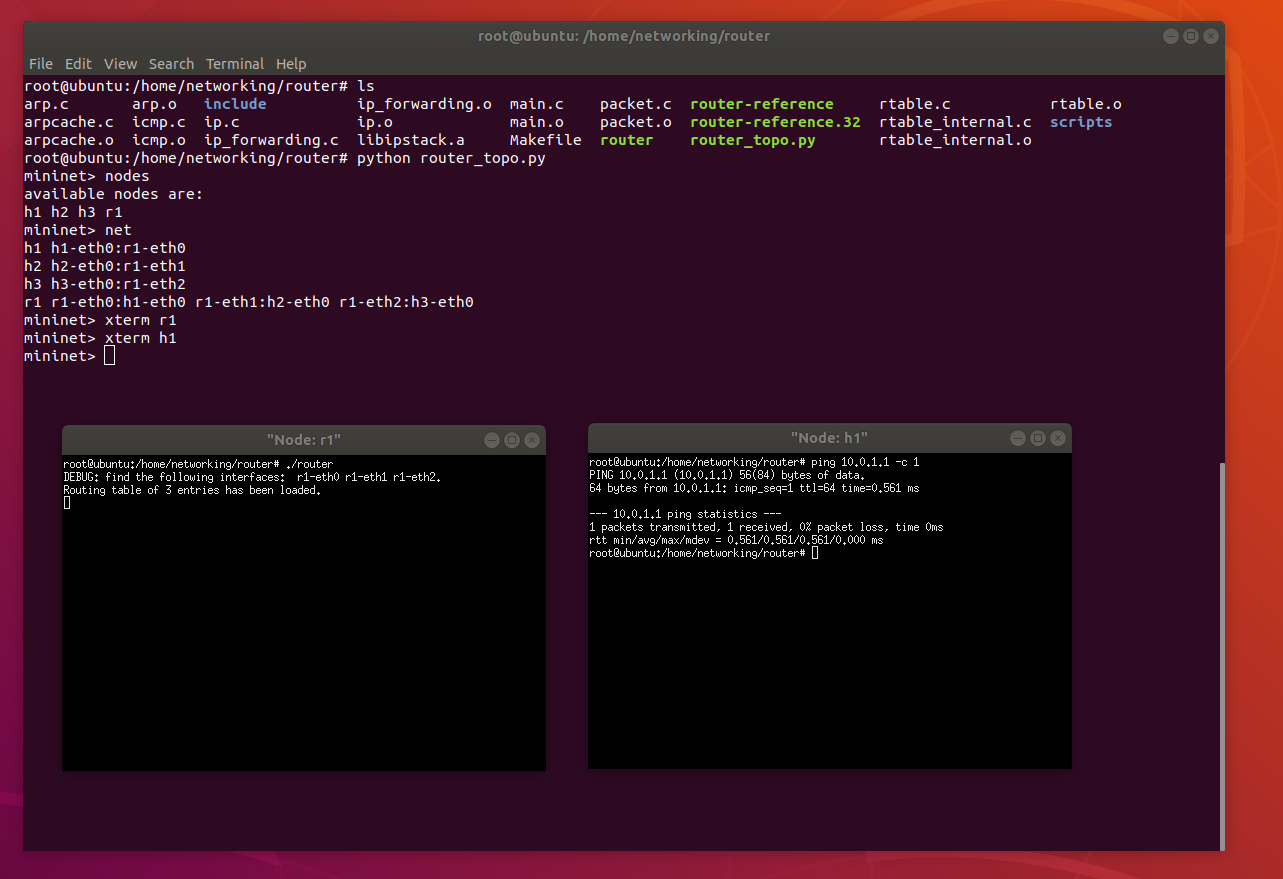 root@ubuntu: /home/networking/router
File Edit View Search Terminal Help
root@ubuntu:/home/networking/router# ls
arp.c arp.o include ip_forwarding.o main.c packet.c router-reference rtable.c rtable.o
arpcache.c icmp.c ip.c ip.o main.o packet.o router-reference.32 rtable_internal.c scripts
arpcache.o icmp.o ip_forwarding.c libipstack.a Makefile router router_topo.py rtable_internal.o
root@ubuntu:/home/networking/router# python router_topo.py
mininet> nodes
available nodes are:
h1 h2 h3 r1
mininet> net
h1 h1-eth0:r1-eth0
h2 h2-eth0:r1-eth1
h3 h3-eth0:r1-eth2
r1 r1-eth0:h1-eth0 r1-eth1:h2-eth0 r1-eth2:h3-eth0
mininet> xterm r1
mininet> xterm h1
mininet>
"Node: r1"
root@ubuntu:/home/networking/router# ./router
DEBUG: find the following interfaces:  r1-eth0 r1-eth1 r1-eth2.
Routing table of 3 entries has been loaded.
"Node: h1"
root@ubuntu:/home/networking/router# ping 10.0.1.1 -c 1
PING 10.0.1.1 (10.0.1.1) 56(84) bytes of data.
64 bytes from 10.0.1.1: icmp_seq=1 ttl=64 time=0.561 ms
--- 10.0.1.1 ping statistics ---
1 packets transmitted, 1 received, 0% packet loss, time 0ms
rtt min/avg/max/mdev = 0.561/0.561/0.561/0.000 ms
root@ubuntu:/home/networking/router#